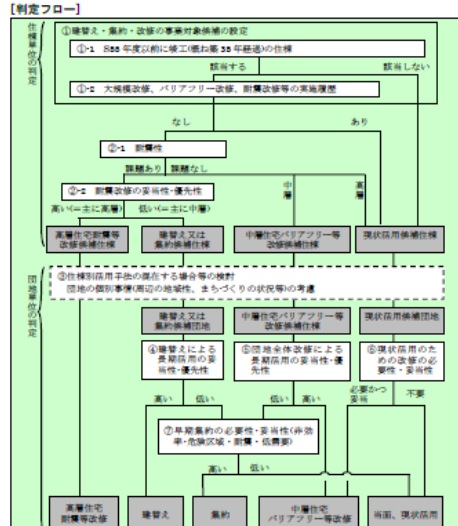 [判定フロー]
住棟単位の判定
①建替え・集約・改修の事業対象候補の設定
①-1 S55 年度以前に竣工(概ね築 35 年経過)の住棟
該当する
該当しない
①-2 大規模改修、バリアフリー改修、耐震改修等の実施履歴
なし
あり
②-1 耐震性
課題あり
課題なし
②-2 耐震改修の妥当性・優先性
中層
高層
高い(=主に高層)
低い(=主に中層)
高層住宅耐震等
改修候補住棟
建替え又は
集約候補住棟
中層住宅バリアフリー等
改修候補住棟
現状活用候補住棟
団地単位の判定
③住棟別活用手法の混在する場合等の検討
団地の個別事情(周辺の地域性、まちづくりの状況等)の考慮
建替え又は
集約候補団地
中層住宅バリアフリー等
改修候補住棟
現状活用候補団地
④建替えによる
長期活用の妥
当性・優先性
⑤団地全体改修による
長期活用の妥当性・優
先性
⑥現状活用のた
めの改修の必
要性・妥当性
高い
低い
低い
高い
必要かつ
妥当
不要
⑦早期集約の必要性・妥当性(非効
率・危険区域・耐震・低需要)
高い
低い
高層住宅
耐震等改修
建替え
集約
中層住宅
バリアフリー等改修
当面、現状活用